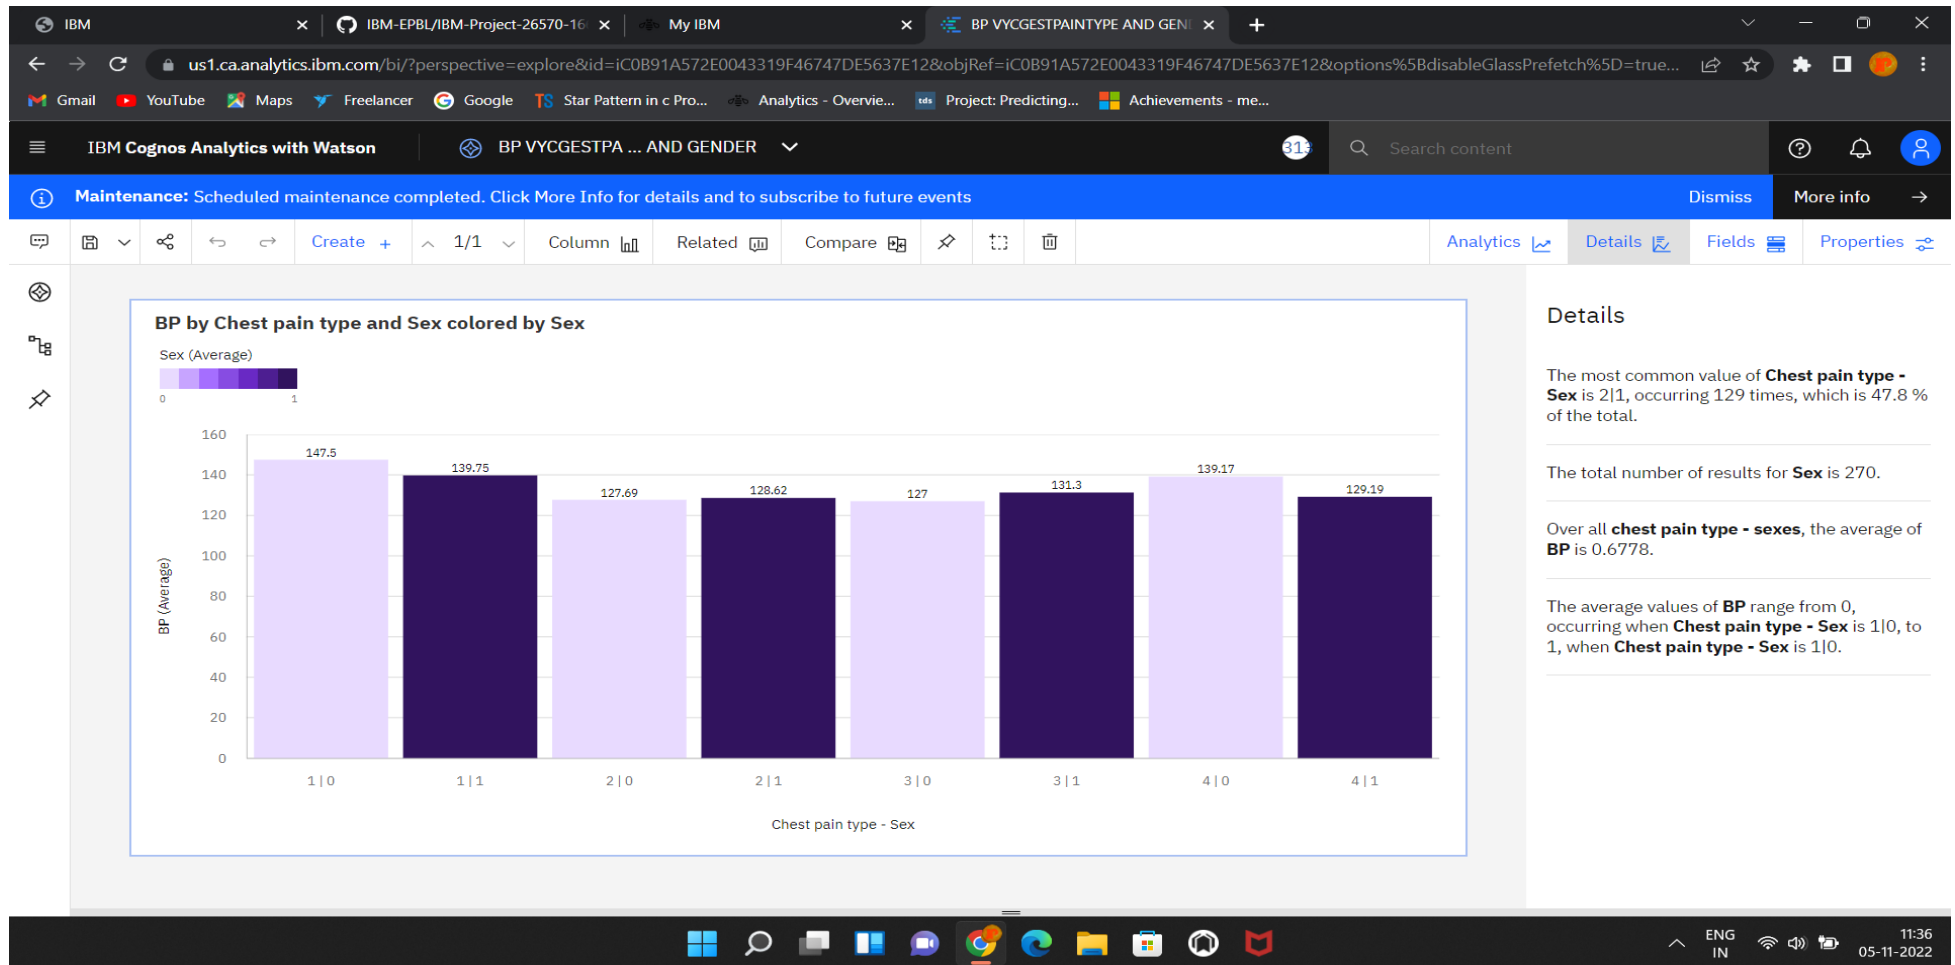 IBM
IBM-EPBL/IBM-Project-26570-16
My IBM
BP VYCGESTPAINTYPE AND GEN
us1.ca.analytics.ibm.com/bi/?perspective=explore&id=iC0B91A572E0043319F46747DE5637E12&objRef=iC0B91A572E0043319F46747DE5637E12&options%5BdisableGlassPrefetch%5D=true...
Gmail
YouTube
Maps
Freelancer
Google
TS Star Pattern in c Pro...
Analytics - Overvie...
tds Project: Predicting...
Achievements - me...
IBM Cognos Analytics with Watson
BP VYCGESTPA ... AND GENDER
313
Search content
Maintenance: Scheduled maintenance completed. Click More Info for details and to subscribe to future events
Dismiss
More info
Create +
1/1
Column
Related
Compare
Analytics
Details
Fields
Properties
BP by Chest pain type and Sex colored by Sex
Sex (Average)
0 1
160
140
120
100
80
60
40
20
0
BP (Average)
147.5
139.75
127.69
128.62
127
131.3
139.17
129.19
1|0
1|1
2|0
2|1
3|0
3|1
4|0
4|1
Chest pain type - Sex
Details
The most common value of Chest pain type -
Sex is 2|1, occurring 129 times, which is 47.8 %
of the total.
The total number of results for Sex is 270.
Over all chest pain type - sexes, the average of
BP is 0.6778.
The average values of BP range from 0,
occurring when Chest pain type - Sex is 1|0, to
1, when Chest pain type - Sex is 1|0.
ENG
IN
11:36
05-11-2022